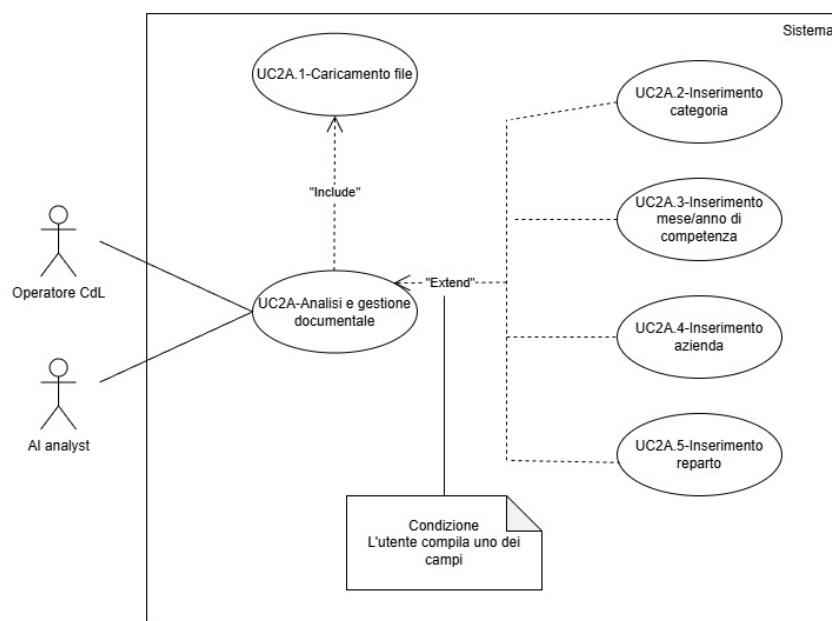 Sistema
UC2A.1-Caricamento file
UC2A.2-Inserimento
categoria
"Include"
UC2A.3-Inserimento
mese/anno di
competenza
Operatore CdL
UC2A-Analisi e gestione
documentale
"Extend"
UC2A.4-Inserimento
azienda
AI analyst
UC2A.5-Inserimento
reparto
Condizione
L'utente compila uno dei
campi